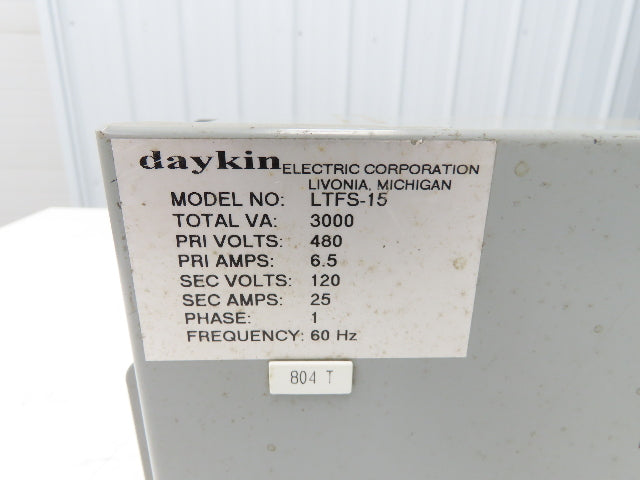 daykin ELECTRIC CORPORATION
LIVONIA, MICHIGAN
MODEL NO: LTFS-15
TOTAL VA: 3000
PRI VOLTS: 480
PRI AMPS: 6.5
SEC VOLTS: 120
SEC AMPS: 25
PHASE: 1
FREQUENCY: 60 Hz
804 T